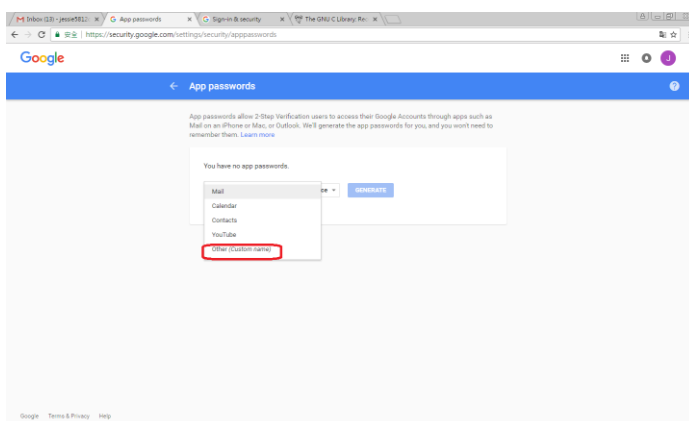 Inbox (10) - jessie5812
App passwords
Sign-in & security
The GNU C Library: Re
安全 | https://security.google.com/settings/security/apppasswords
Google
J
App passwords
App passwords allow 2-Step Verification users to access their Google Accounts through apps such as
Mail on an iPhone or Mac, or Outlook. We'll generate the app passwords for you, and you won't need to
remember them. Learn more
You have no app passwords.
Mail
GENERATE
Calendar
Contacts
YouTube
Other (Custom name)
Google Terms & Privacy Help